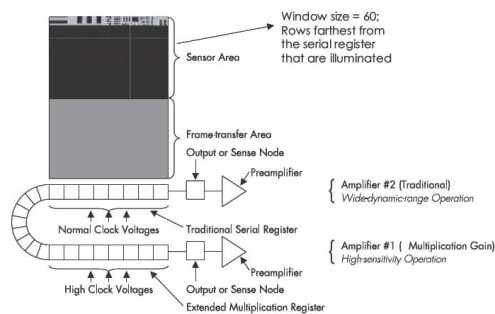 Window size = 60;
Rows farthest from
the serial register
that are illuminated
Sensor Area
Frame-transfer Area
Output or Sense Node
Preamplifier
Amplifier #2 (Traditional)
Wide-dynamic-range Operation
Normal Clock Voltages
Traditional Serial Register
Amplifier #1 ( Multiplication Gain)
High-sensitivity Operation
Preamplifier
High Clock Voltages
Output or Sense Node
Extended Multiplication Register